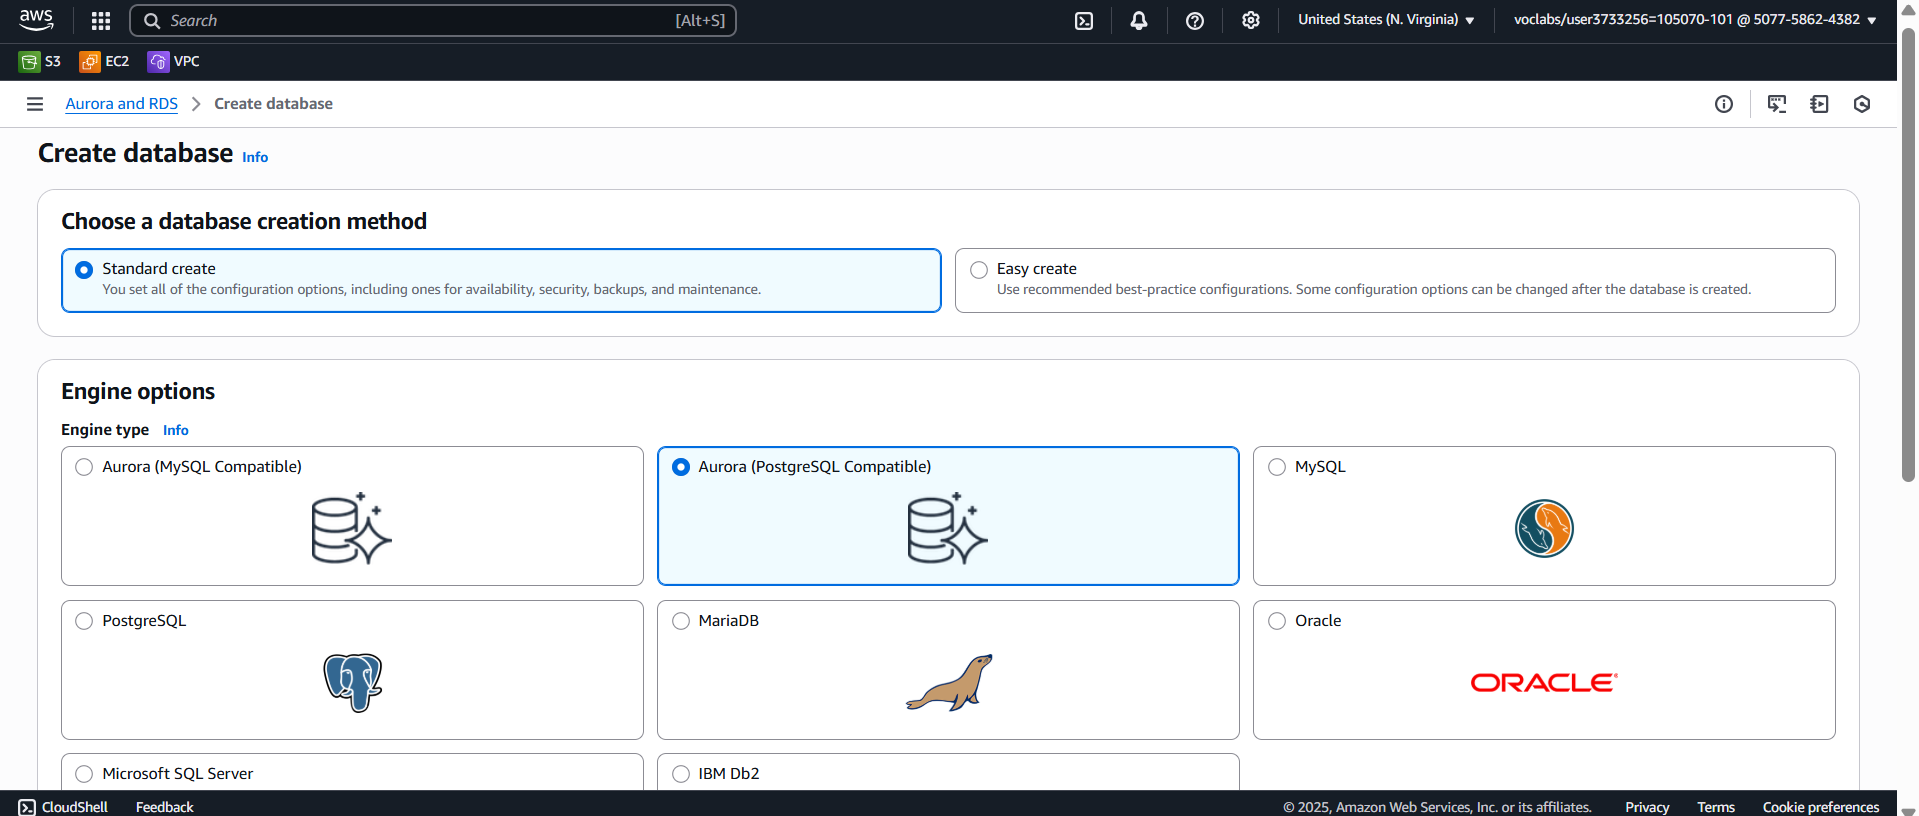 aws
Search [Alt+S]
United States (N. Virginia)
voclabs/user3733256=105070-101 @ 5077-5862-4382
S3
EC2
VPC
Aurora and RDS
Create database
Create database Info
Choose a database creation method
Standard create
You set all of the configuration options, including ones for availability, security, backups, and maintenance.
Easy create
Use recommended best-practice configurations. Some configuration options can be changed after the database is created.
Engine options
Engine type Info
Aurora (MySQL Compatible)
Aurora (PostgreSQL Compatible)
MySQL
PostgreSQL
MariaDB
Oracle
ORACLE
Microsoft SQL Server
IBM Db2
CloudShell
Feedback
© 2025, Amazon Web Services, Inc. or its affiliates.
Privacy
Terms
Cookie preferences